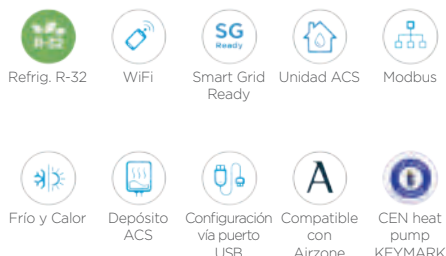 R-32
SG
Ready
Refrig. R-32
WiFi
Smart Grid
Ready
Unidad ACS
Modbus
A
Frío y Calor
Depósito
ACS
Configuración
vía puerto
USB
Compatible
con
Airzone
CEN heat
pump
KEYMARK